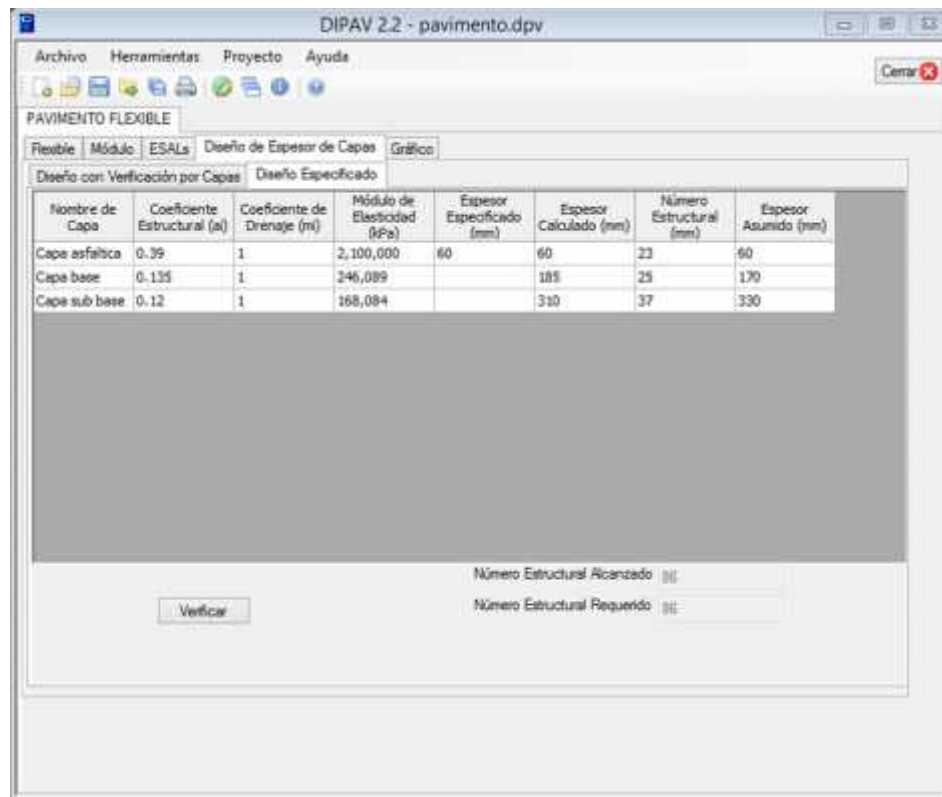 DIPAV 2.2 - pavimento.dpv
Archivo Herramientas Proyecto Ayuda
Cerrar
PAVIMENTO FLEXIBLE
Flexible Módulo ESALs Diseño de Espesor de Capas Gráfico
Diseño con Verificación por Capas Diseño Especificado
Nombre de Capa Coeficiente Estructural (ai) Coeficiente de Drenaje (mi) Módulo de Elasticidad (kPa) Espesor Especificado (mm) Espesor Calculado (mm) Número Estructural (mm) Espesor Asumido (mm)
Capa asfaltica 0.39 1 2,100,000 60 60 23 60
Capa base 0.135 1 246,089 185 25 170
Capa sub base 0.12 1 168,084 310 37 330
Número Estructural Alcanzado
Verificar Número Estructural Requerido